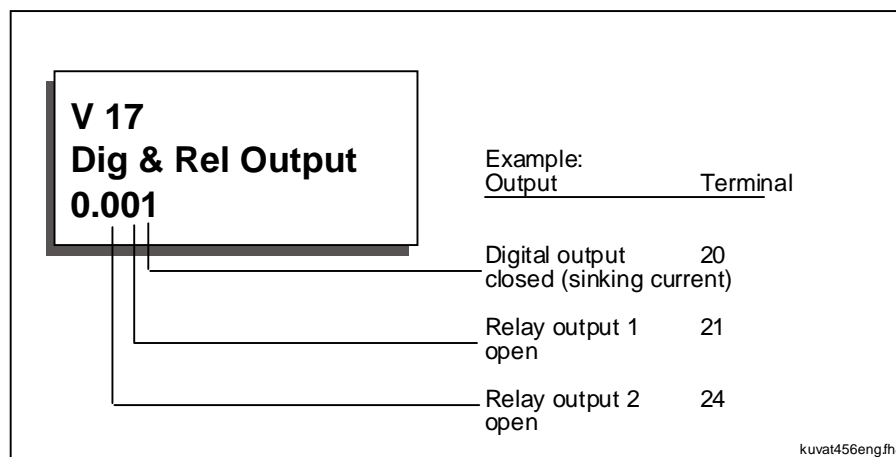 V 17
Dig & Rel Output
0.001
Example:
Output Terminal
Digital output 20
closed (sinking current)
Relay output 1 21
open
Relay output 2 24
open
kuvat456eng.fh